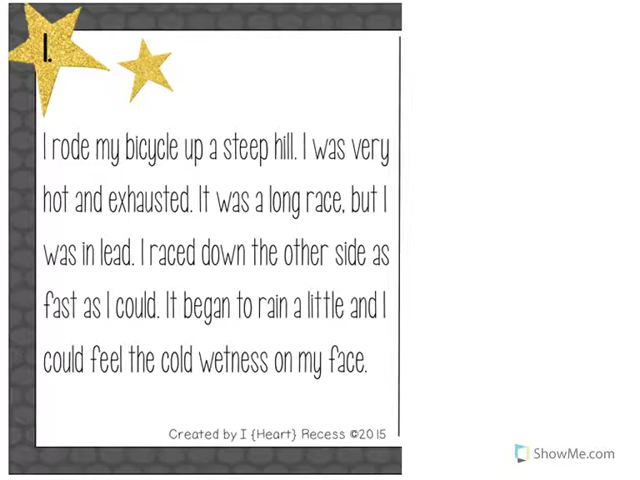 1.
I rode my bicycle up a steep hill. I was very
hot and exhausted. It was a long race, but I
was in lead. I raced down the other side as
fast as I could. It began to rain a little and I
could feel the cold wetness on my face.
Created by I {Heart} Recess ©2015
ShowMe.com